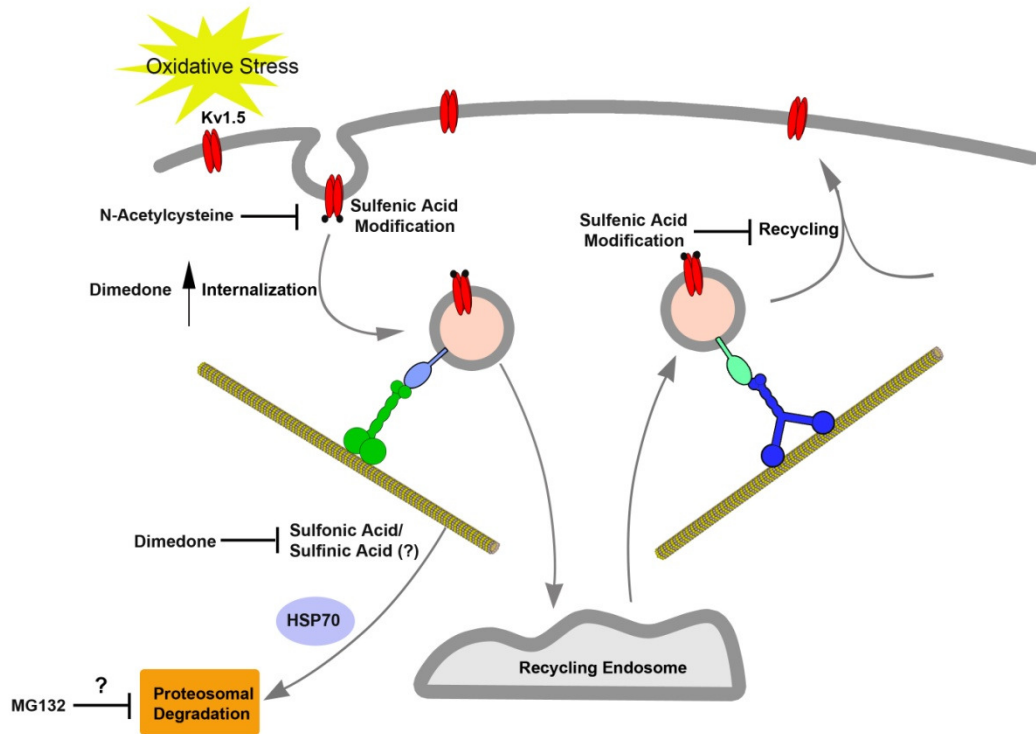 Oxidative Stress
Kv1.5
N-Acetylcysteine
Sulfenic Acid
Modification
Dimedone
Internalization
Sulfenic Acid
Modification
Recycling
Dimedone
Sulfonic Acid/
Sulfinic Acid (?)
HSP70
Recycling Endosome
MG132
?
Proteosomal
Degradation